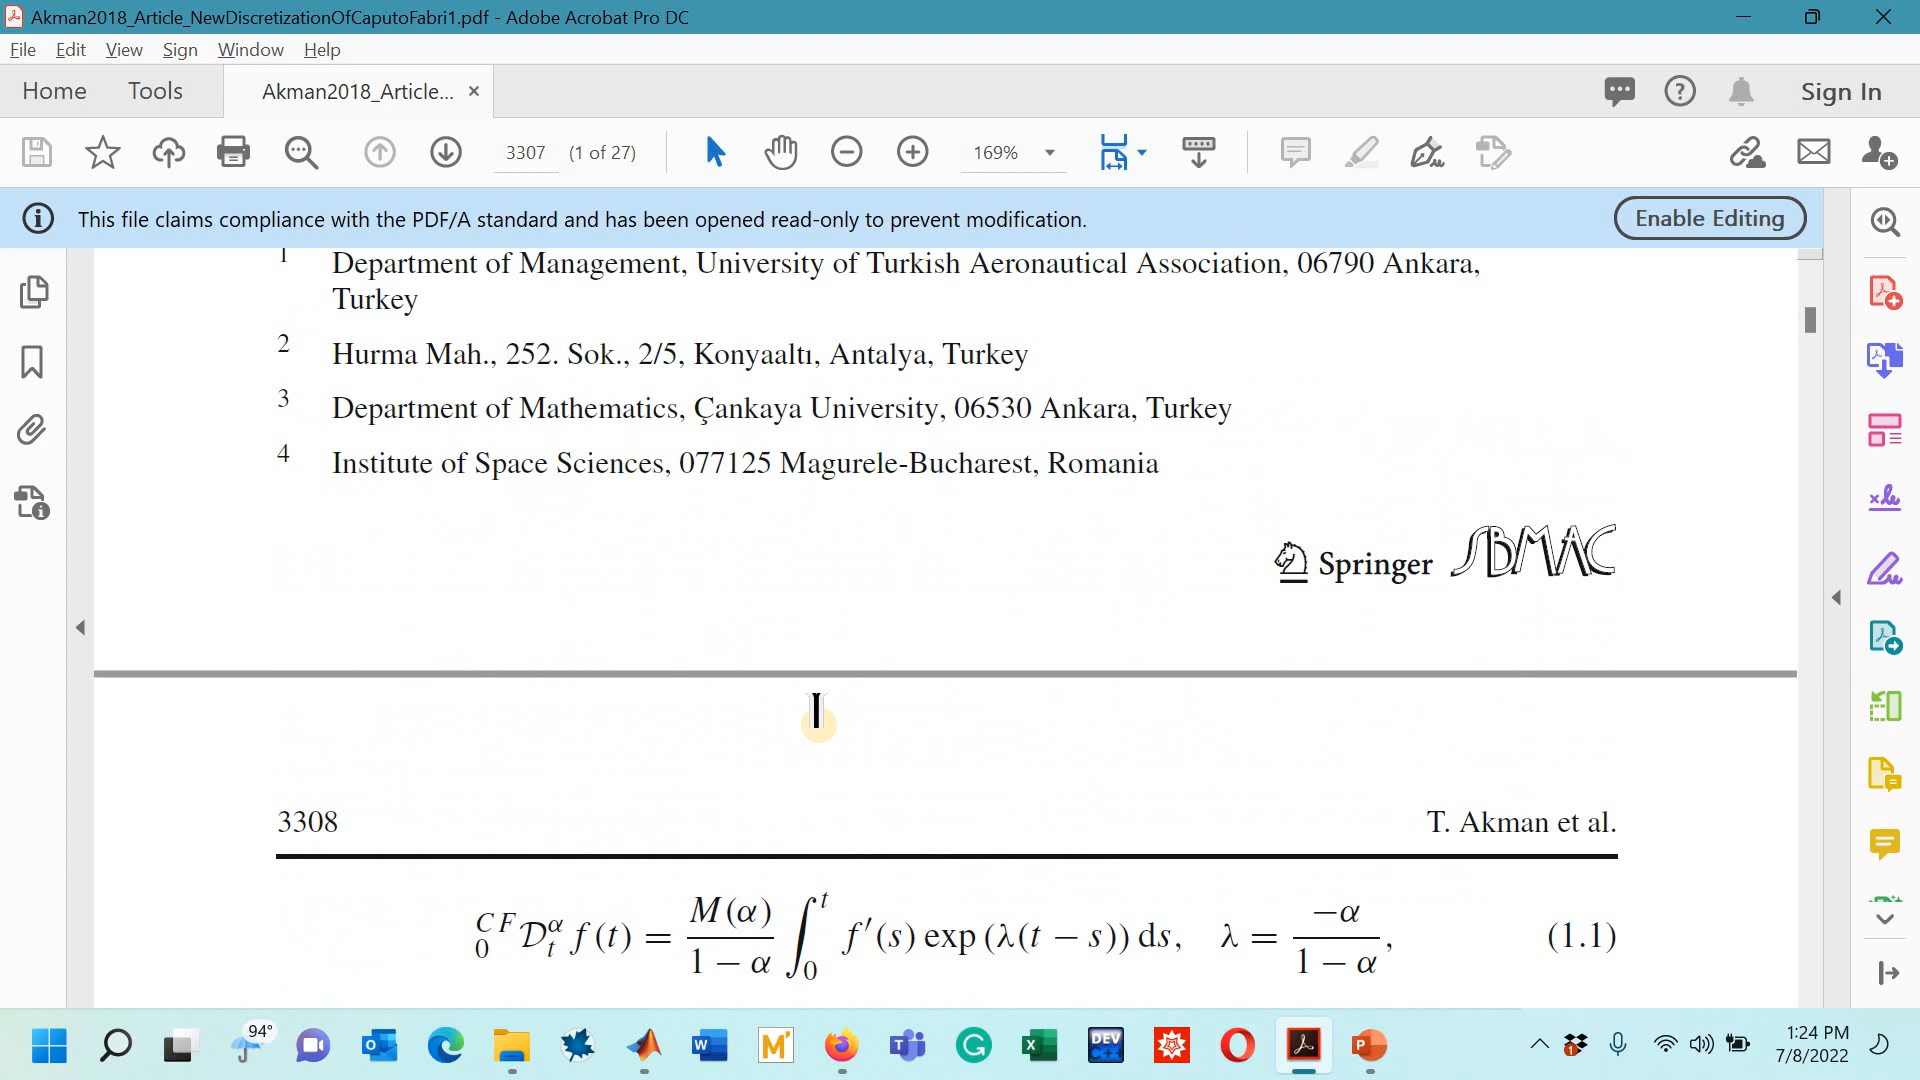 Akman2018_Article_NewDiscretizationOfCaputoFabri1.pdf - Adobe Acrobat Pro DC
File Edit View Sign Window Help
Home Tools Akman2018_Article... × Sign In
3307 (1 of 27) 169%
This file claims compliance with the PDF/A standard and has been opened read-only to prevent modification. Enable Editing
1 Department of Management, University of Turkish Aeronautical Association, 06790 Ankara,
Turkey
2 Hurma Mah., 252. Sok., 2/5, Konyaaltı, Antalya, Turkey
3 Department of Mathematics, Çankaya University, 06530 Ankara, Turkey
4 Institute of Space Sciences, 077125 Magurele-Bucharest, Romania
Springer SBMAC
3308 T. Akman et al.
{}^{CF}_{0}\mathcal{D}^{α}_{t} f(t) = \frac{M(α)}{1 − α} \int_{0}^{t} f′(s) exp (λ(t − s)) ds, λ = \frac{−α}{1 − α}, (1.1)
94°
DEV C++
1:24 PM
7/8/2022